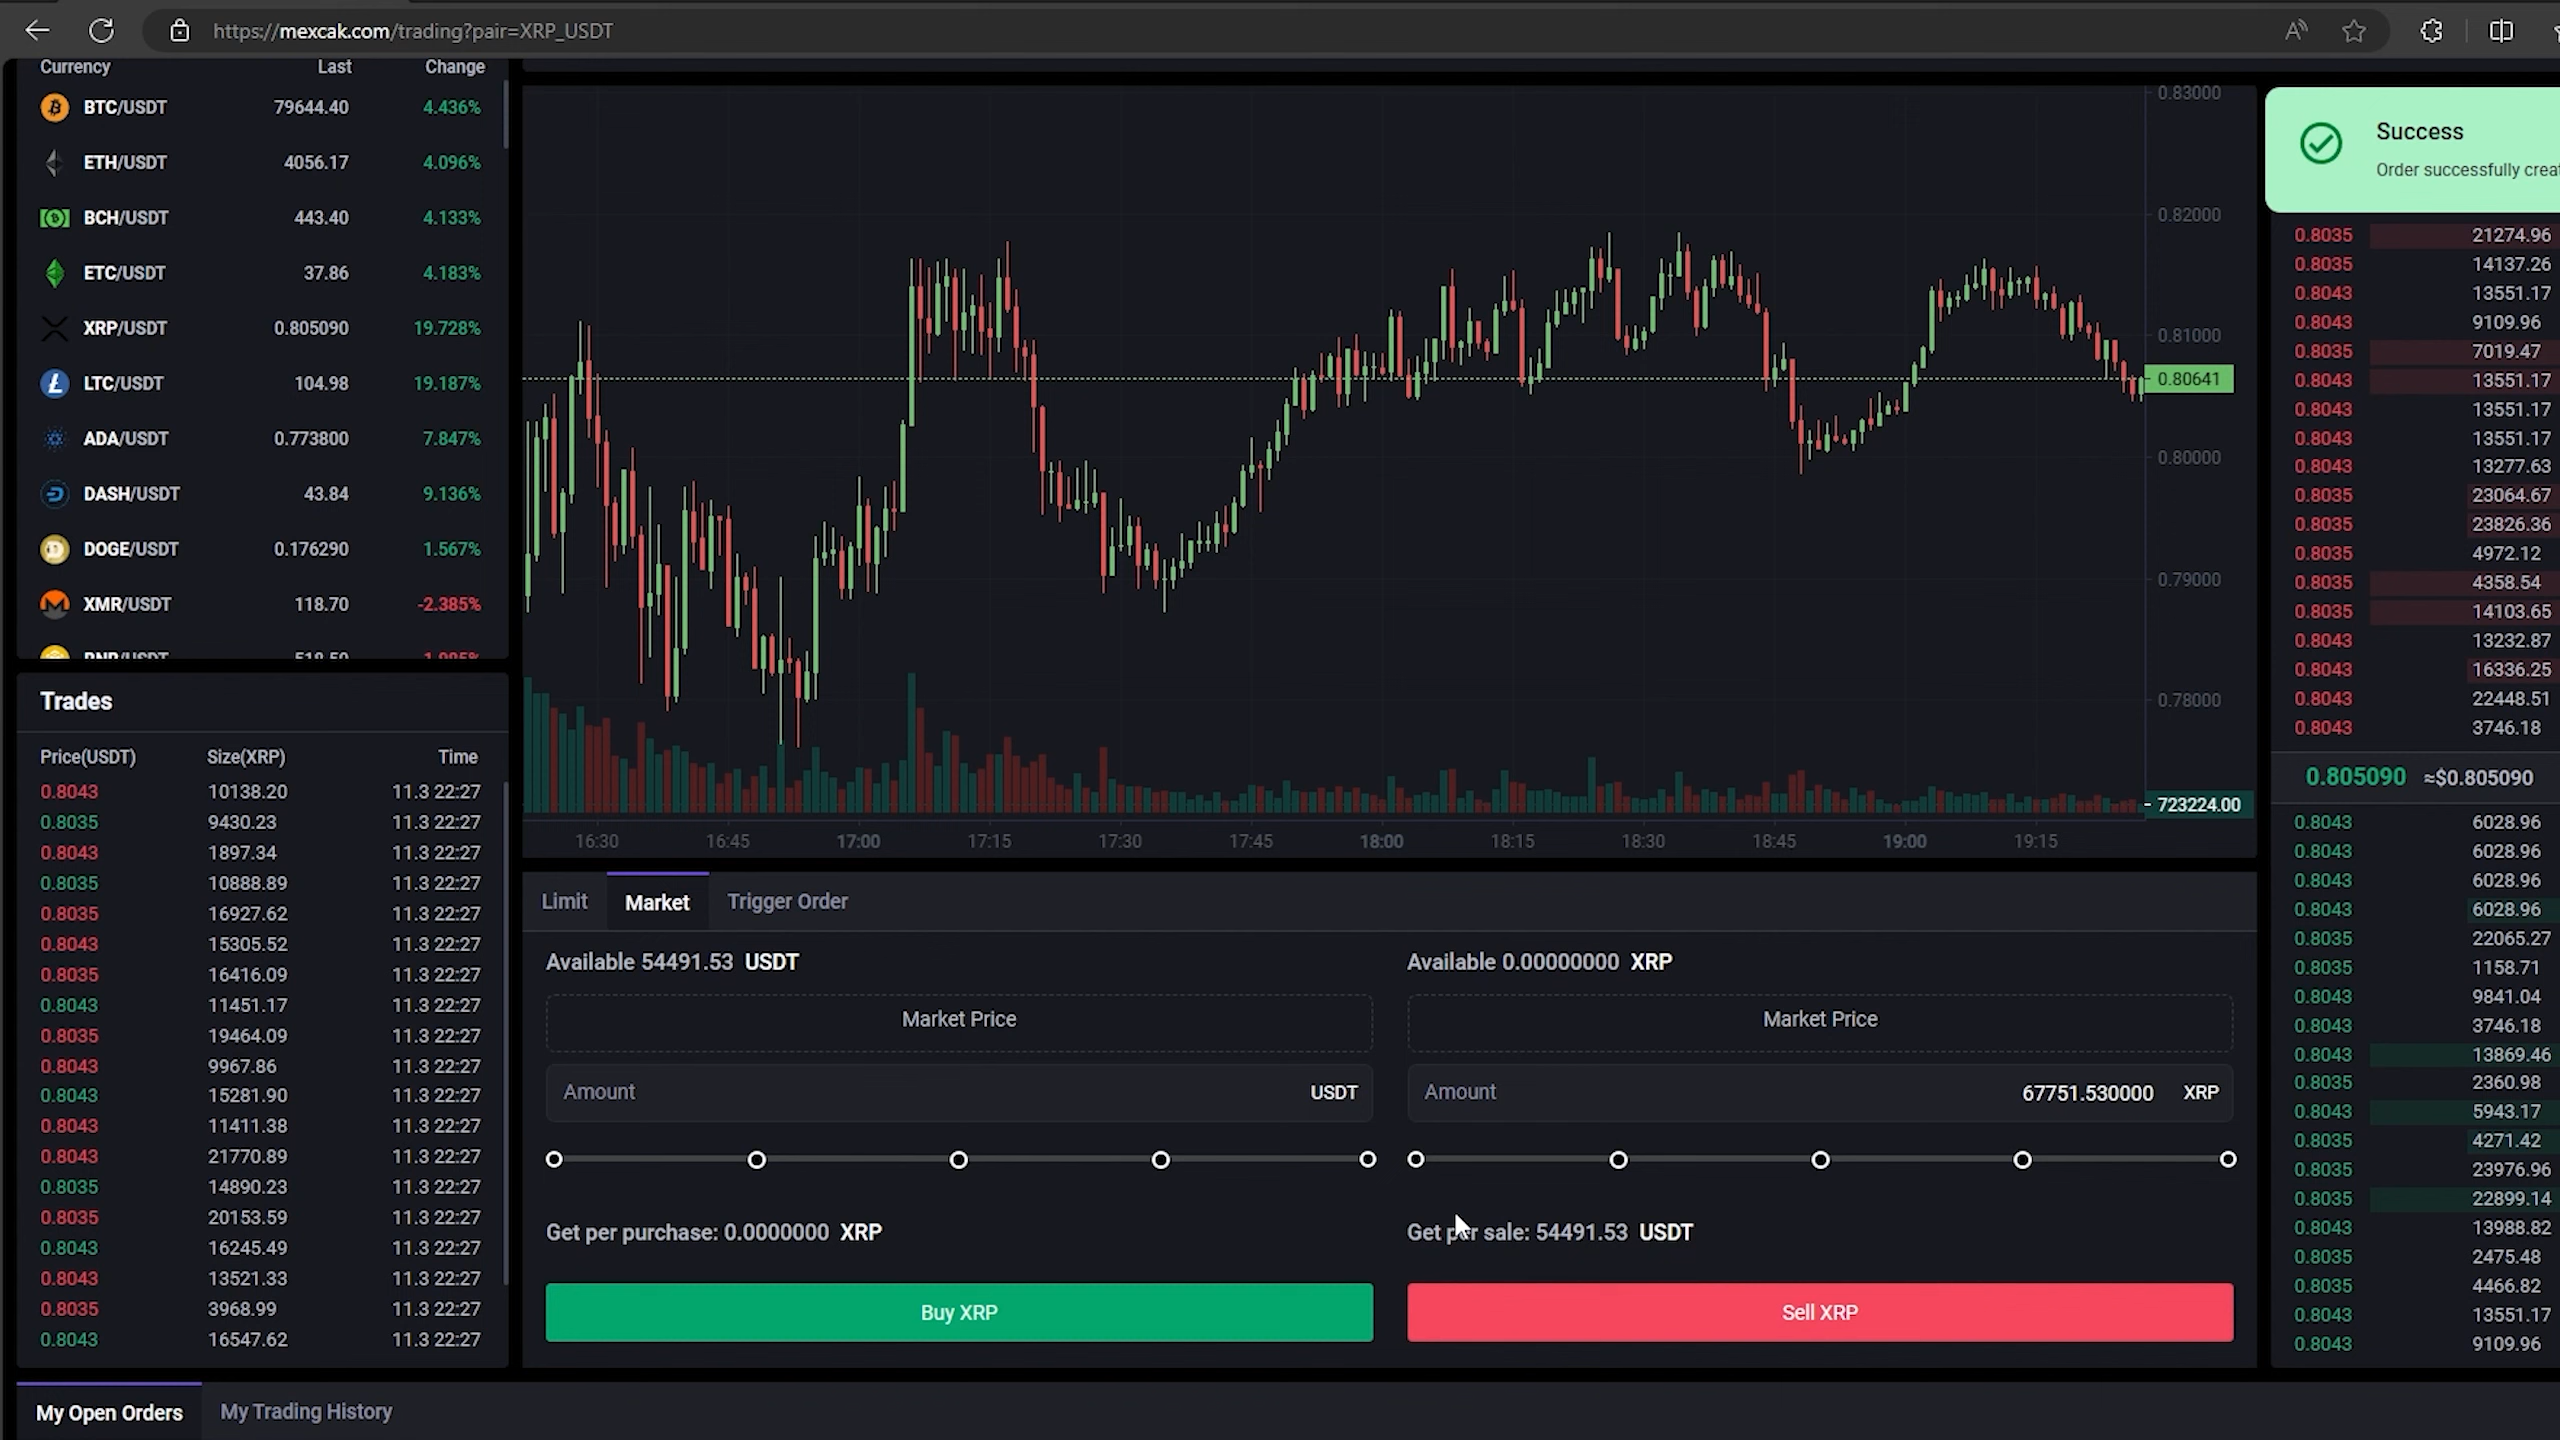 https://mexcak.com/trading?pair=XRP_USDT
Currency Last Change
BTC/USDT 79644.40 4.436%
ETH/USDT 4056.17 4.096%
BCH/USDT 443.40 4.133%
ETC/USDT 37.86 4.183%
XRP/USDT 0.805090 19.728%
LTC/USDT 104.98 19.187%
ADA/USDT 0.773800 7.847%
DASH/USDT 43.84 9.136%
DOGE/USDT 0.176290 1.567%
XMR/USDT 118.70 -2.385%
Trades
Price(USDT) Size(XRP) Time
0.8043 10138.20 11.3 22:27
0.8035 9430.23 11.3 22:27
0.8043 1897.34 11.3 22:27
0.8035 10888.89 11.3 22:27
0.8035 16927.62 11.3 22:27
0.8043 15305.52 11.3 22:27
0.8035 16416.09 11.3 22:27
0.8043 11451.17 11.3 22:27
0.8035 19464.09 11.3 22:27
0.8043 9967.86 11.3 22:27
0.8043 15281.90 11.3 22:27
0.8043 11411.38 11.3 22:27
0.8043 21770.89 11.3 22:27
0.8035 14890.23 11.3 22:27
0.8035 20153.59 11.3 22:27
0.8043 16245.49 11.3 22:27
0.8043 13521.33 11.3 22:27
0.8035 3968.99 11.3 22:27
0.8043 16547.62 11.3 22:27
0.83000
0.82000
0.81000
0.80641
0.80000
0.79000
0.78000
723224.00
16:30 16:45 17:00 17:15 17:30 17:45 18:00 18:15 18:30 18:45 19:00 19:15
Limit Market Trigger Order
Available 54491.53 USDT
Market Price
Amount USDT
Get per purchase: 0.0000000 XRP
Buy XRP
Available 0.00000000 XRP
Market Price
Amount 67751.530000 XRP
Get per sale: 54491.53 USDT
Sell XRP
Success
Order successfully
0.8035 21274.96
0.8035 14137.26
0.8043 13551.17
0.8043 9109.96
0.8035 7019.47
0.8043 13551.17
0.8043 13551.17
0.8043 13551.17
0.8043 13277.63
0.8035 23064.67
0.8035 23826.36
0.8035 4972.12
0.8035 4358.54
0.8035 14103.65
0.8043 13232.87
0.8043 16336.25
0.8043 22448.51
0.8043 3746.18
0.805090 ≈$0.805090
0.8043 6028.96
0.8043 6028.96
0.8043 6028.96
0.8043 6028.96
0.8035 22065.27
0.8035 1158.71
0.8043 9841.04
0.8043 3746.18
0.8043 13869.46
0.8035 2360.98
0.8043 5943.17
0.8035 4271.42
0.8035 23976.96
0.8035 22899.14
0.8043 13988.82
0.8035 2475.48
0.8035 4466.82
0.8043 13551.17
0.8043 9109.96
My Open Orders My Trading History